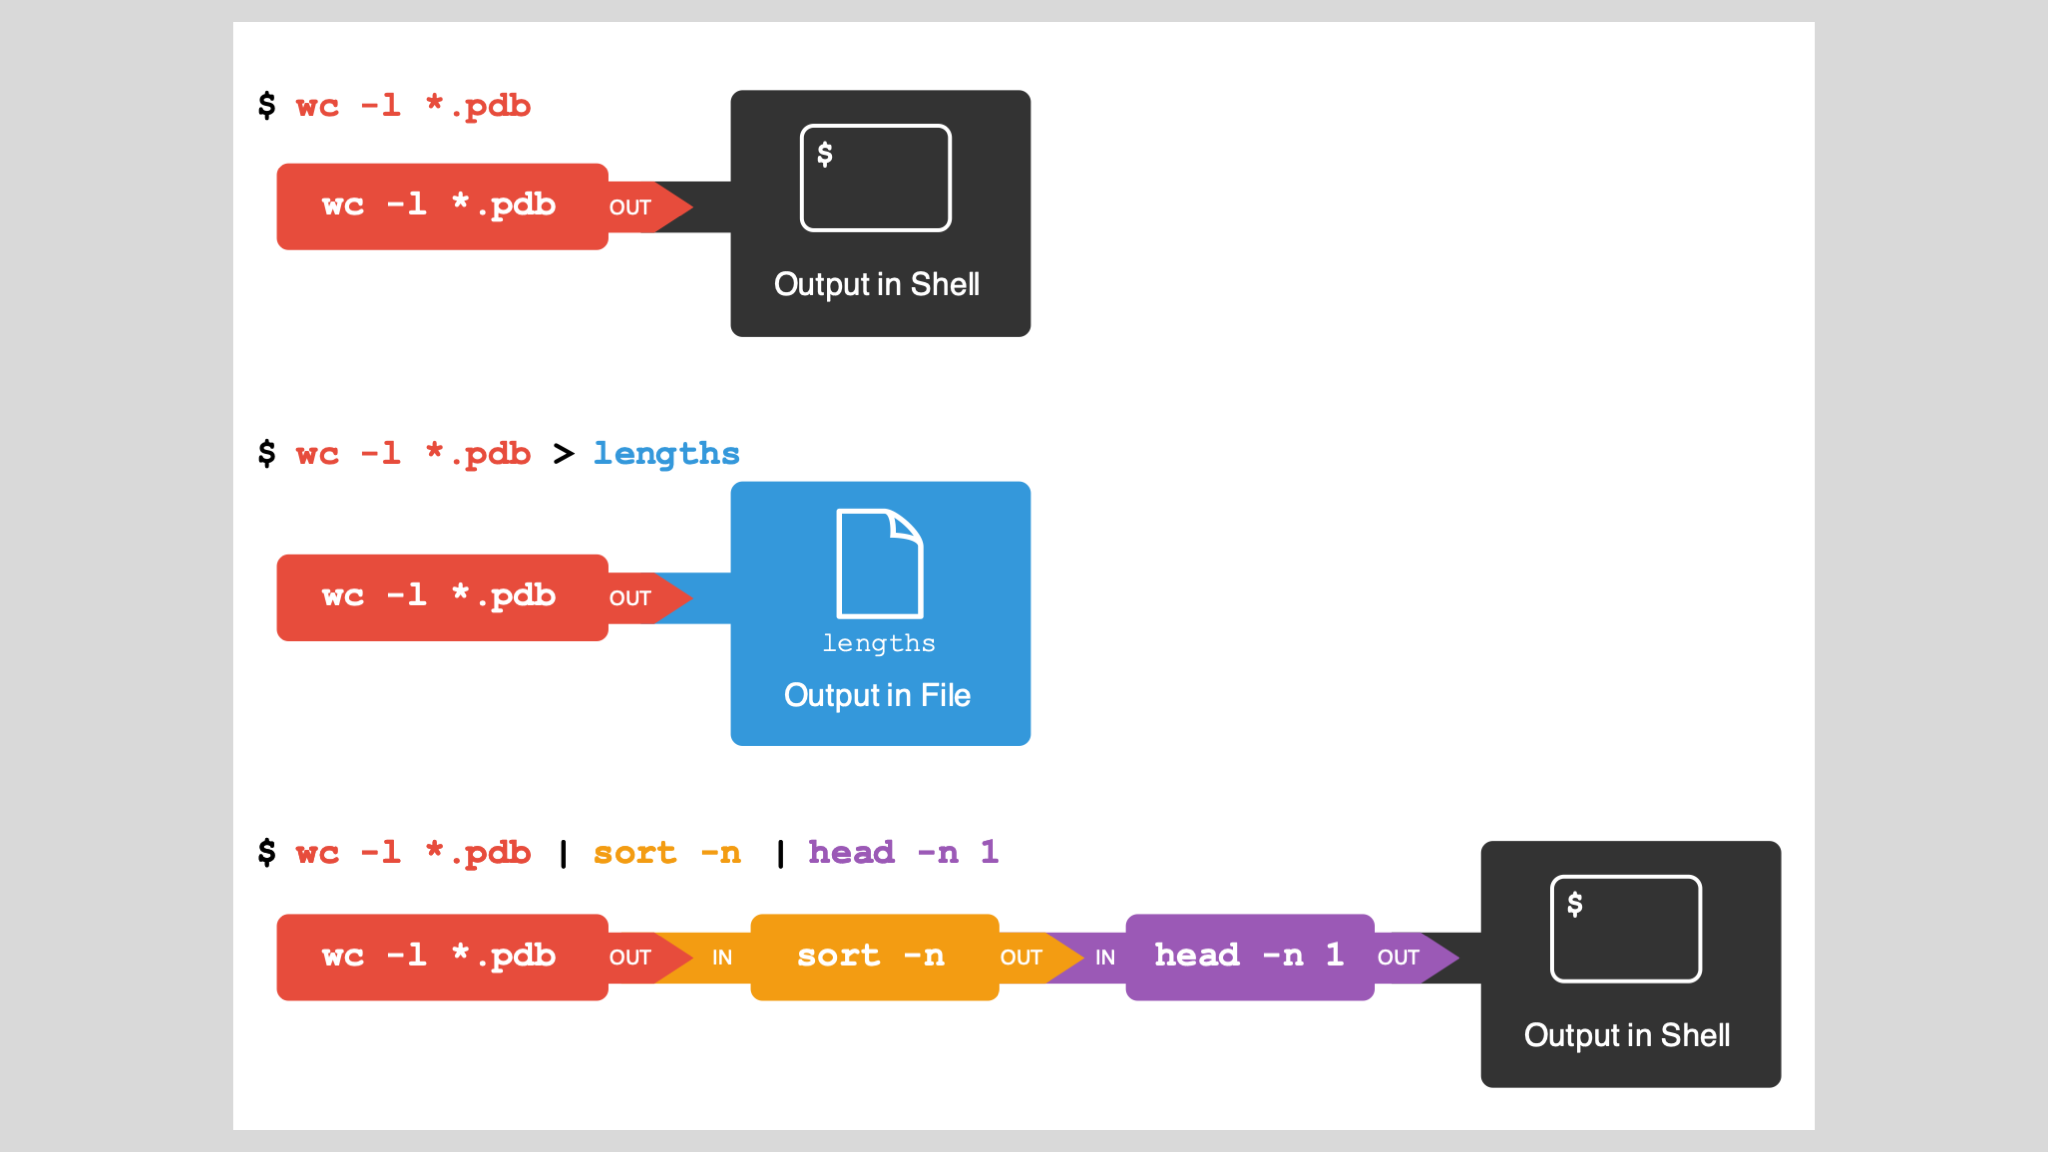 $ wc -l *.pdb
wc -l *.pdb OUT
$
Output in Shell
$ wc -l *.pdb > lengths
wc -l *.pdb OUT
lengths
Output in File
$ wc -l *.pdb | sort -n | head -n 1
wc -l *.pdb OUT IN sort -n OUT IN head -n 1 OUT
$
Output in Shell